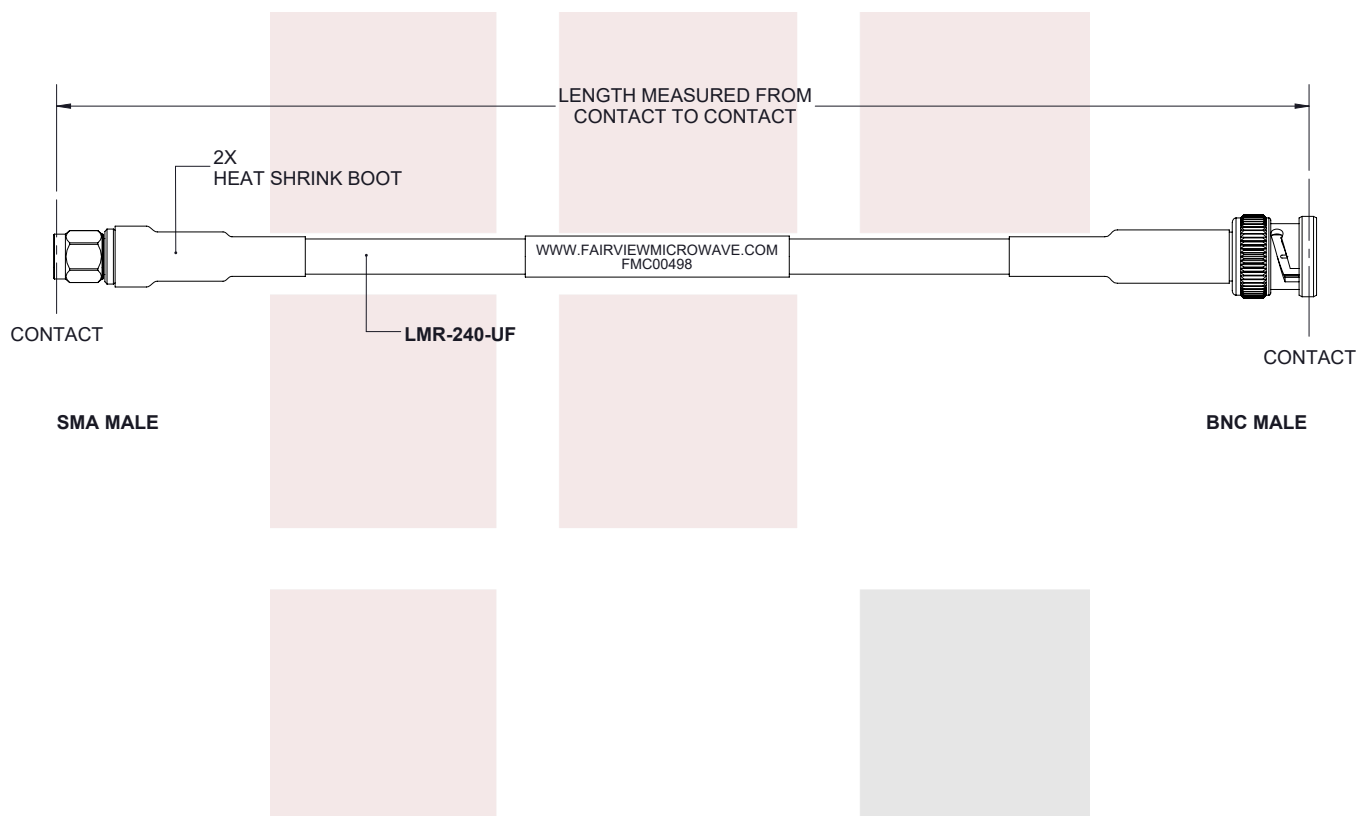 LENGTH MEASURED FROM
CONTACT TO CONTACT
2X
HEAT SHRINK BOOT
WWW.FAIRVIEWMICROWAVE.COM
FMC00498
CONTACT
LMR-240-UF
CONTACT
SMA MALE
BNC MALE